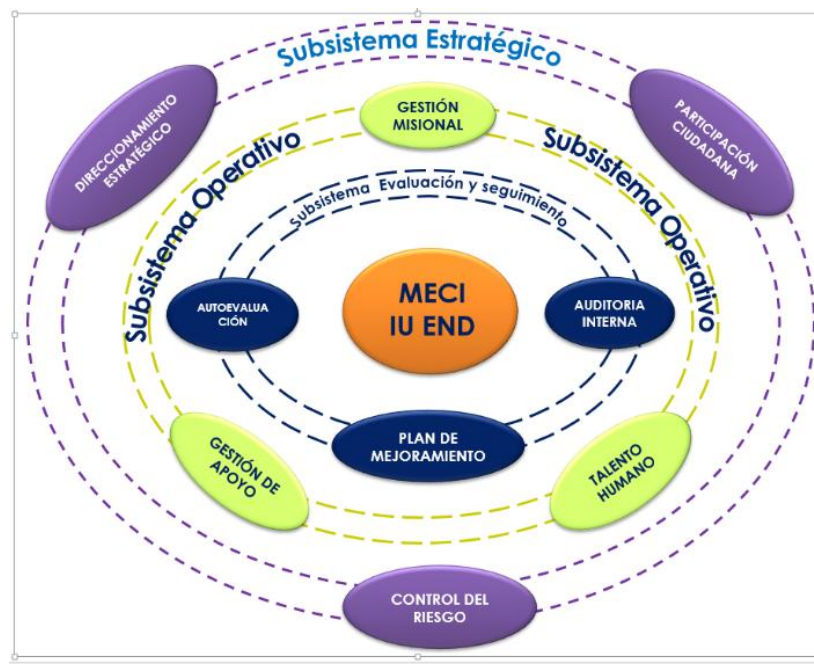 Subsistema Estratégico
DIRECCIONAMIENTO
ESTRATÉGICO
PARTICIPACIÓN
CIUDADANA
GESTIÓN
MISIONAL
Subsistema Operativo
Subsistema Operativo
Subsistema Evaluación y seguimiento
AUTOEVALUA
CIÓN
MECI
IU END
AUDITORIA
INTERNA
PLAN DE
MEJORAMIENTO
GESTIÓN DE
APOYO
TALENTO
HUMANO
CONTROL DEL
RIESGO